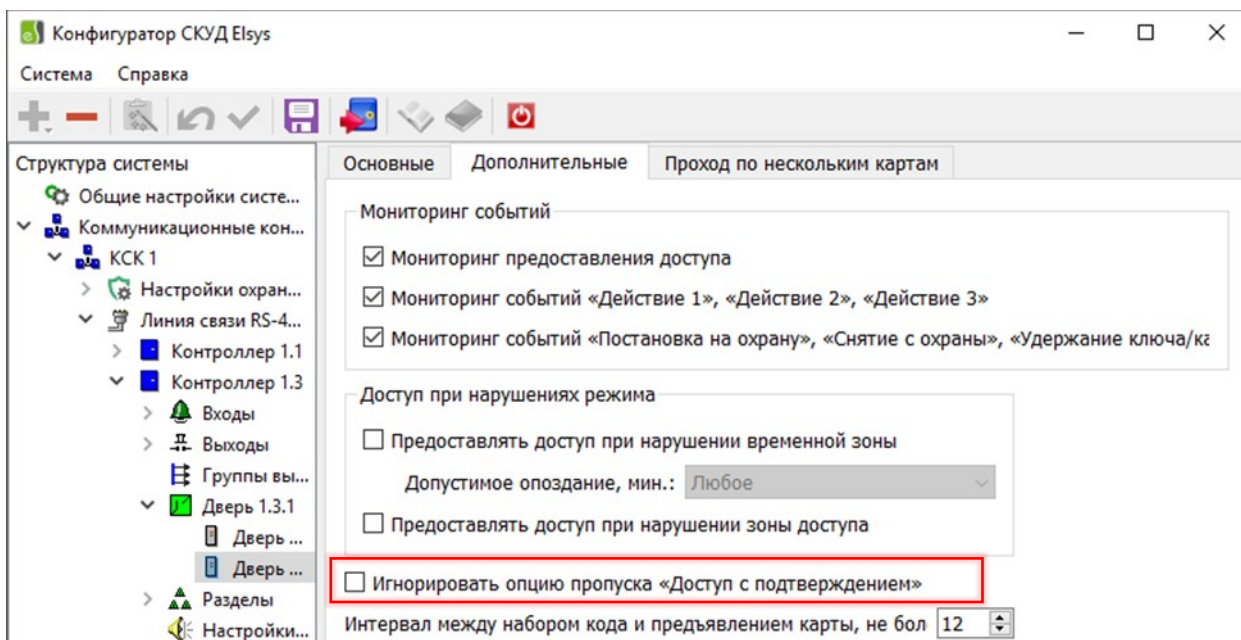 Конфигуратор СКУД Elsys
Система Справка
Структура системы
Общие настройки систе...
Коммуникационные кон...
КСК 1
Настройки охран...
Линия связи RS-4...
Контроллер 1.1
Контроллер 1.3
Входы
Выходы
Группы вы...
Дверь 1.3.1
Дверь ...
Дверь ...
Разделы
Настройки...
Основные Дополнительные Проход по нескольким картам
Мониторинг событий
Мониторинг предоставления доступа
Мониторинг событий «Действие 1», «Действие 2», «Действие 3»
Мониторинг событий «Постановка на охрану», «Снятие с охраны», «Удержание ключа/ка
Доступ при нарушениях режима
Предоставлять доступ при нарушении временной зоны
Допустимое опоздание, мин.: Любое
Предоставлять доступ при нарушении зоны доступа
Игнорировать опцию пропуска «Доступ с подтверждением»
Интервал между набором кода и предъявлением карты, не бол 12